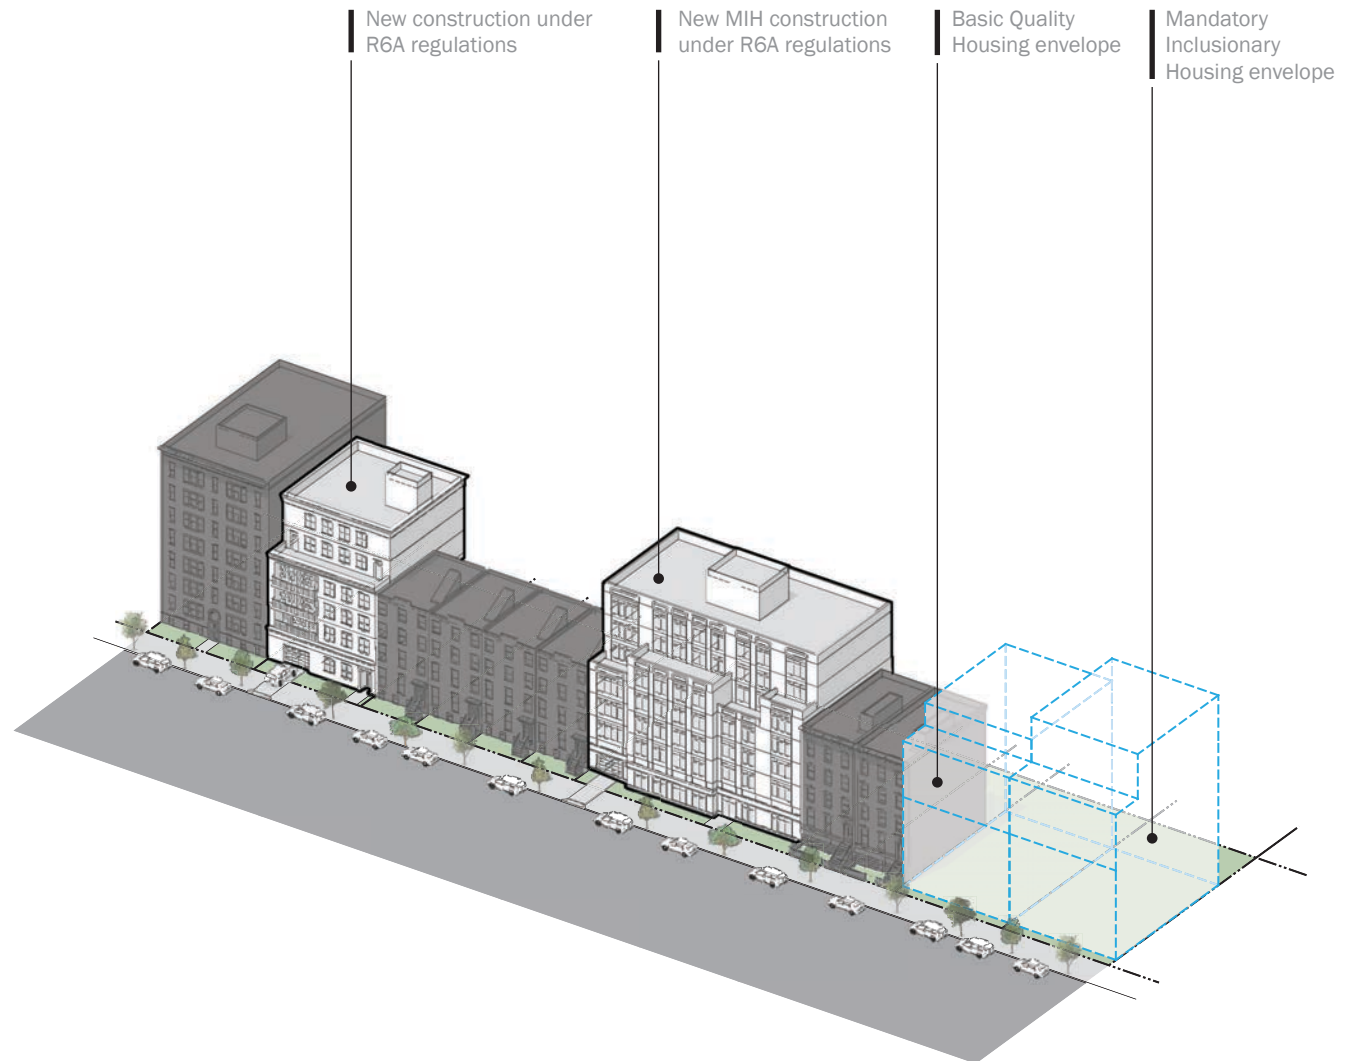 New construction under
R6A regulations
New MIH construction
under R6A regulations
Basic Quality
Housing envelope
Mandatory
Inclusionary
Housing envelope